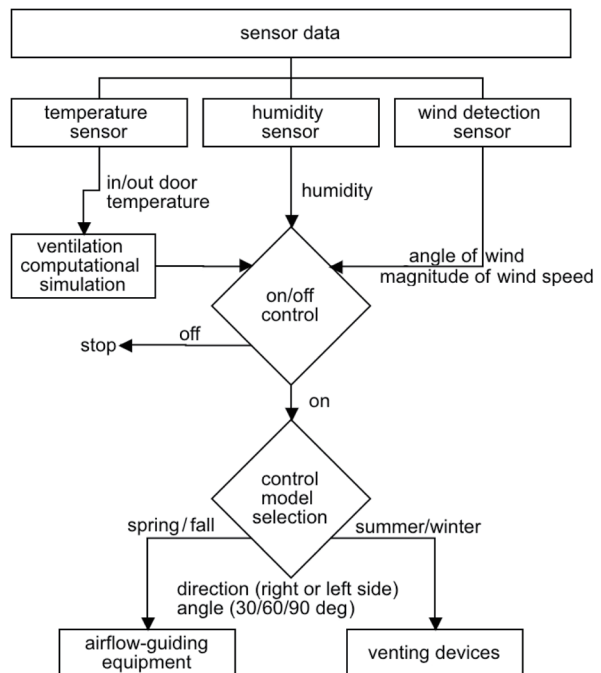 sensor data
temperature
sensor
humidity
sensor
wind detection
sensor
in/out door
temperature
humidity
ventilation
computational
simulation
angle of wind
magnitude of wind speed
on/off
control
off
stop
on
control
model
selection
spring/fall
summer/winter
direction (right or left side)
angle (30/60/90 deg)
airflow-guiding
equipment
venting devices